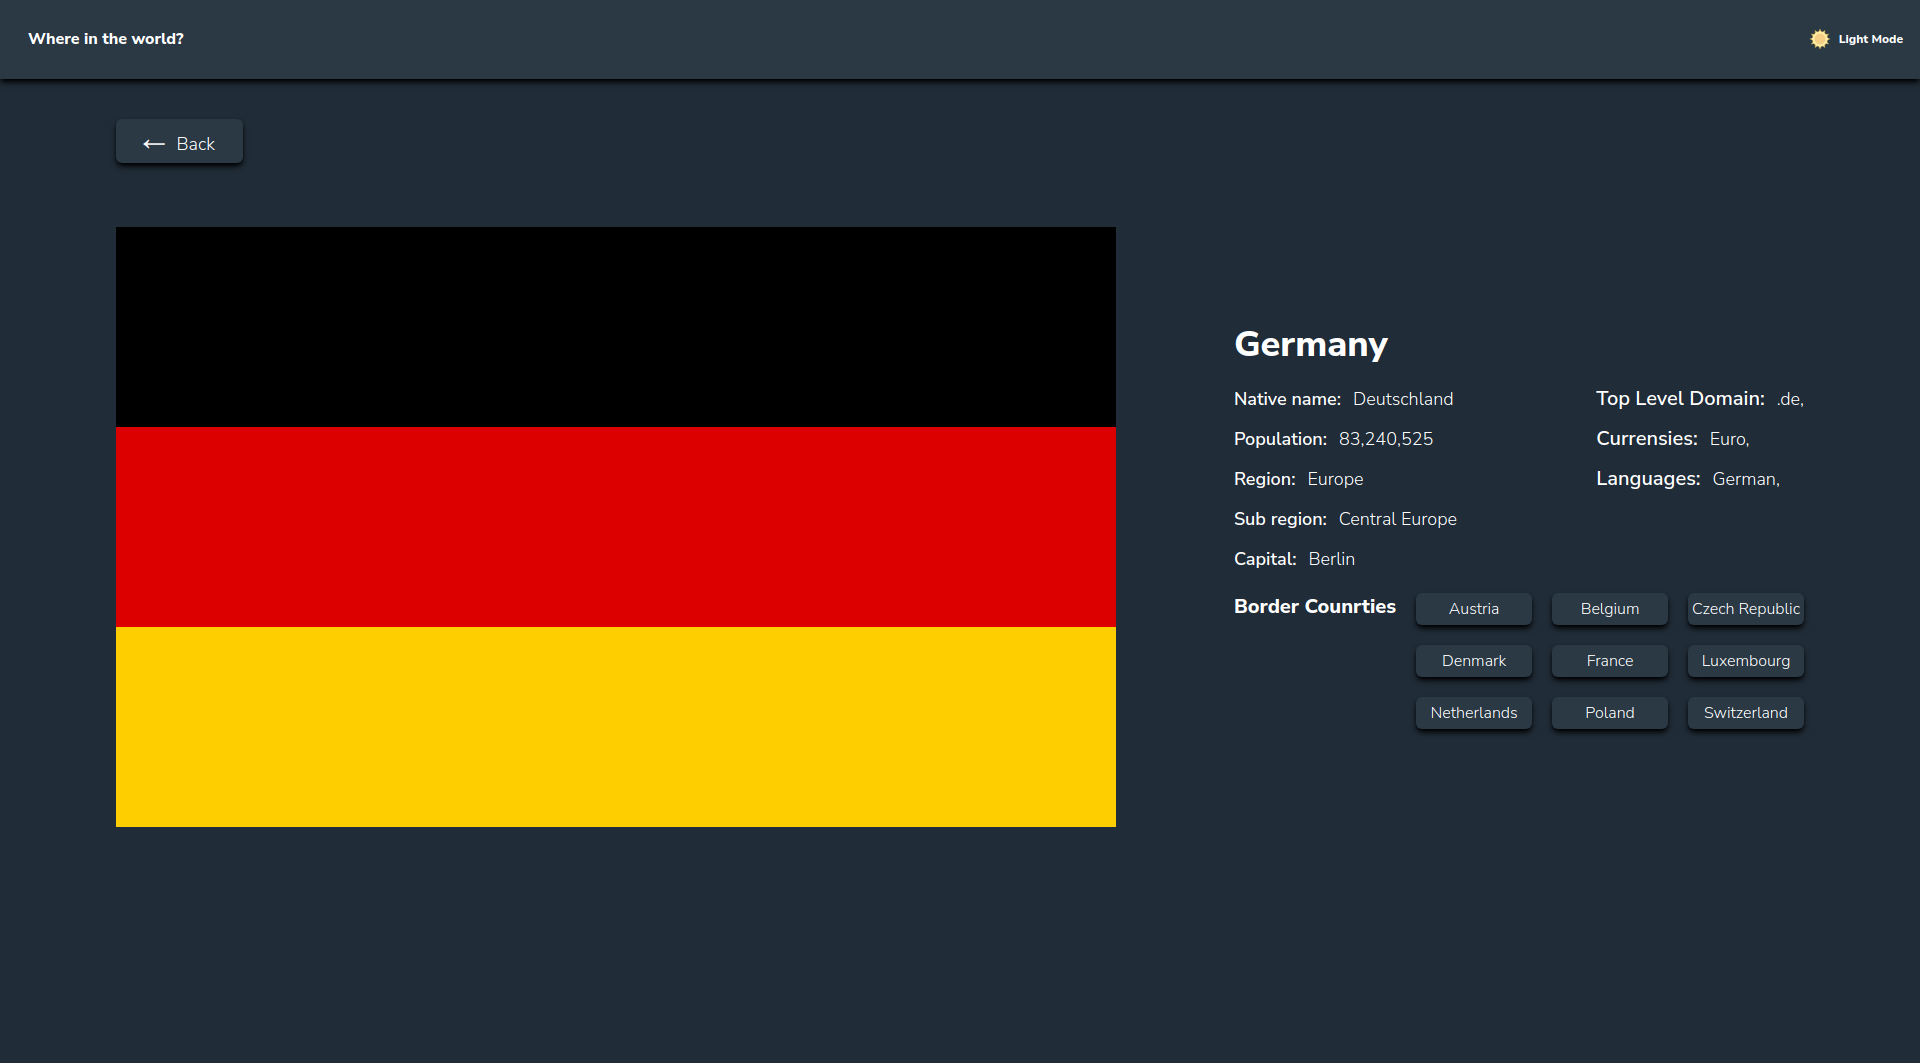 Where in the world?
Light Mode
← Back
Germany
Native name: Deutschland
Population: 83,240,525
Region: Europe
Sub region: Central Europe
Capital: Berlin
Top Level Domain: .de,
Currensies: Euro,
Languages: German,
Border Counrties
Austria Belgium Czech Republic
Denmark France Luxembourg
Netherlands Poland Switzerland